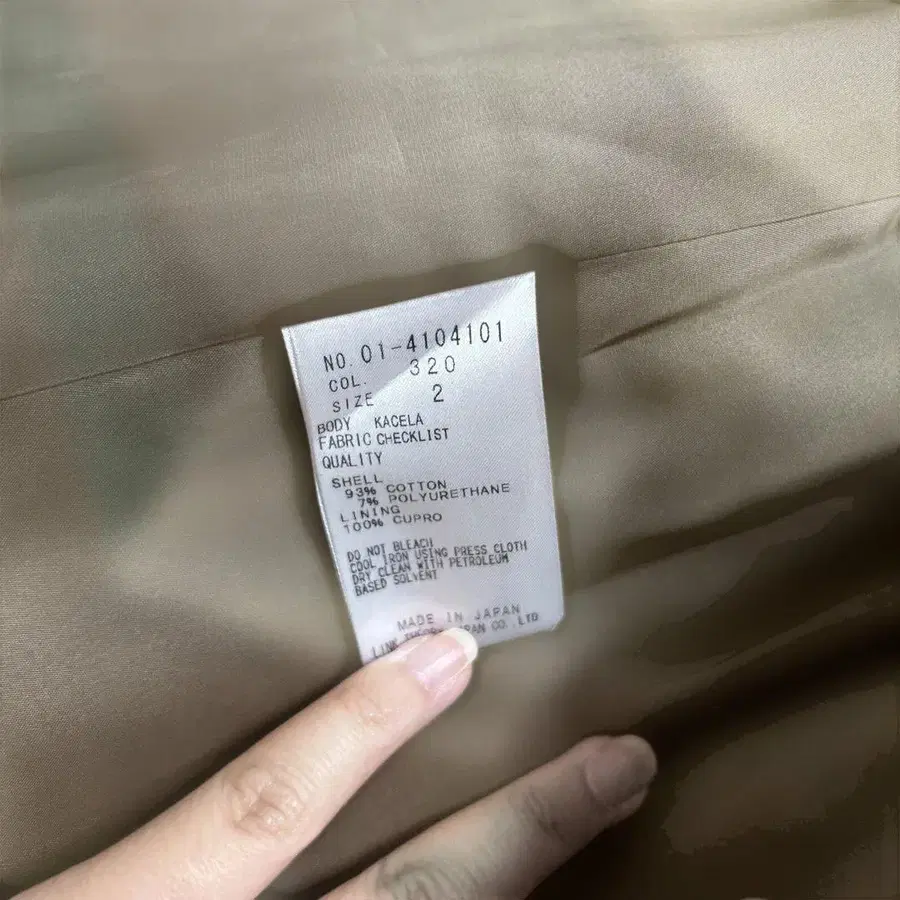 NO. 01-4104101
COL. 320
SIZE 2
BODY KACELA
FABRIC CHECKLIST
QUALITY
SHELL
93% COTTON
7% POLYURETHANE
LINING
100% CUPRO
DO NOT BLEACH
COOL IRON USING PRESS CLOTH
DRY CLEAN WITH PETROLEUM
BASED SOLVENT
MADE IN JAPAN
LINK CO.,LTD